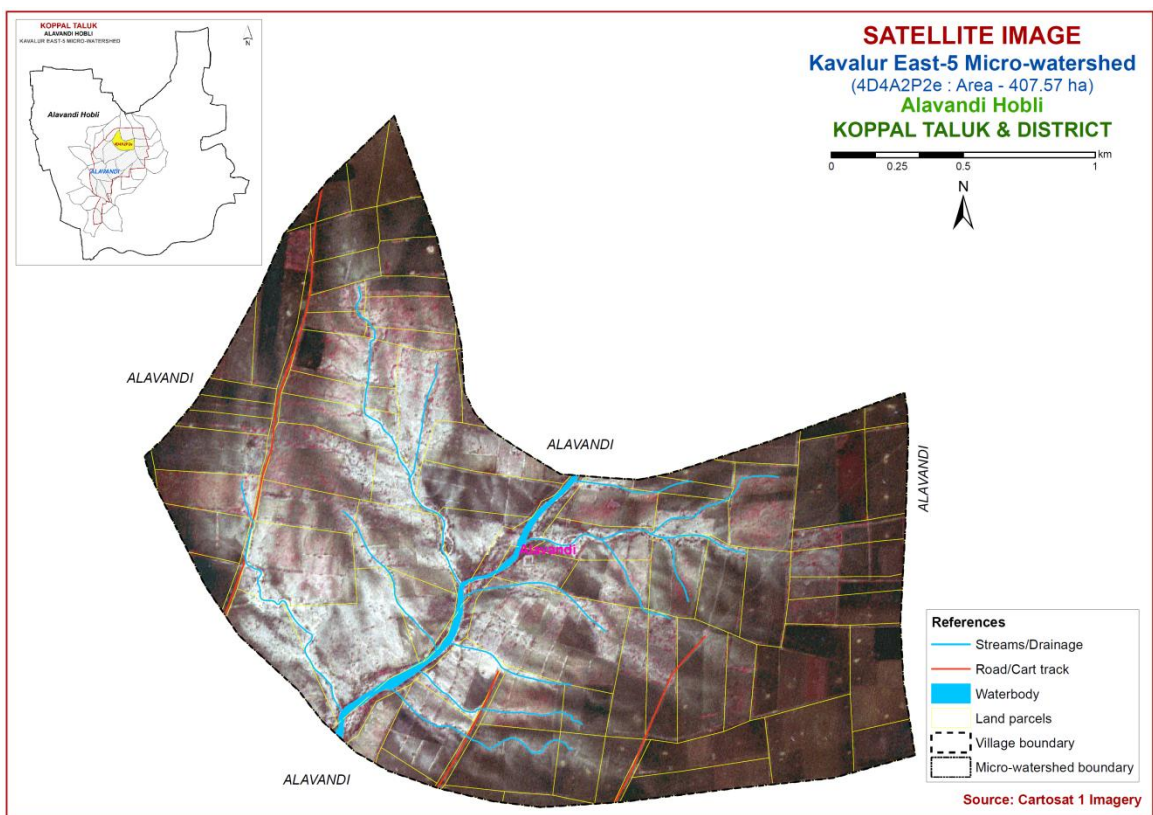 KOPPAL TALUK
ALAVANDI HOBLI
KAVALUR EAST-5 MICRO-WATERSHED
N
Alavandi Hobli
4D4A2P2e
ALAVANDI
SATELLITE IMAGE
Kavalur East-5 Micro-watershed
(4D4A2P2e : Area - 407.57 ha)
Alavandi Hobli
KOPPAL TALUK & DISTRICT
km
0 0.25 0.5 1
N
ALAVANDI
ALAVANDI
ALAVANDI
Alavandi
ALAVANDI
References
Streams/Drainage
Road/Cart track
Waterbody
Land parcels
Village boundary
Micro-watershed boundary
Source: Cartosat 1 Imagery